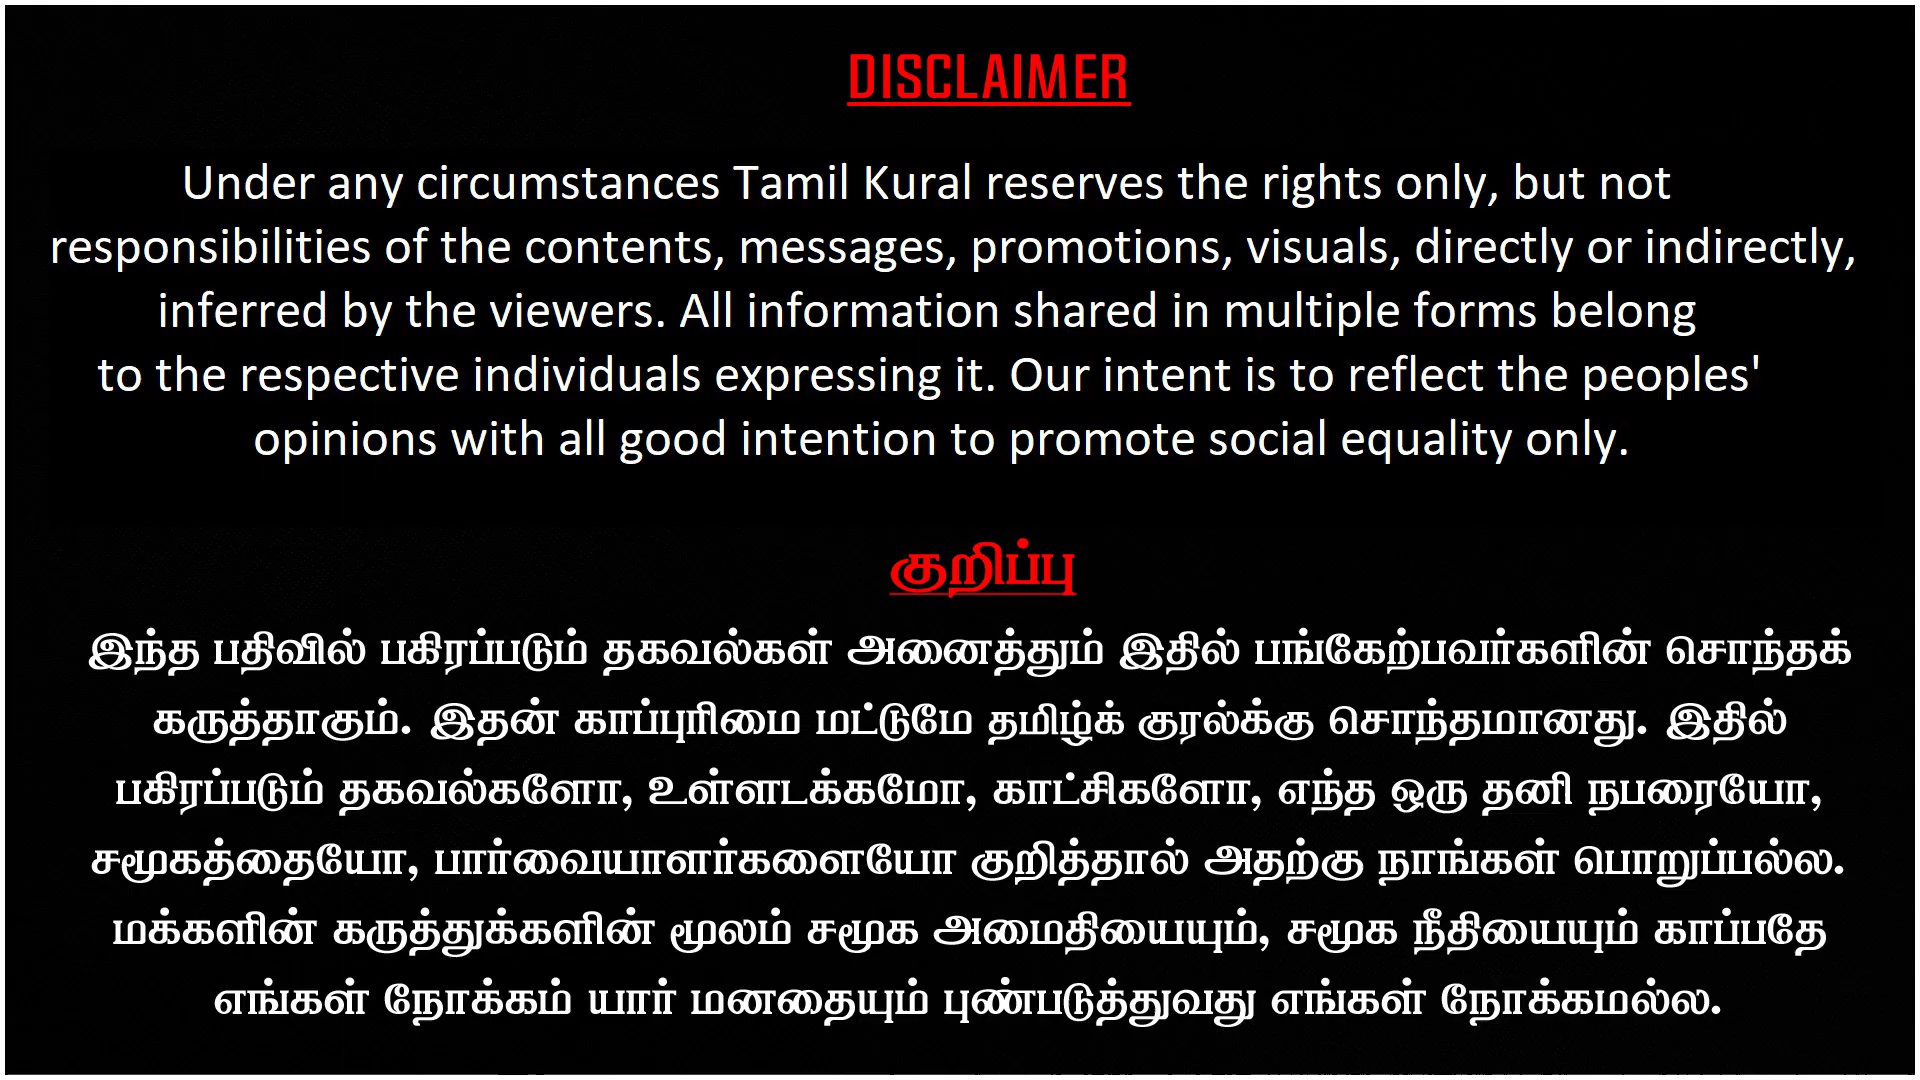 DISCLAIMER
Under any circumstances Tamil Kural reserves the rights only, but not
responsibilities of the contents, messages, promotions, visuals, directly or indirectly,
inferred by the viewers. All information shared in multiple forms belong
to the respective individuals expressing it. Our intent is to reflect the peoples'
opinions with all good intention to promote social equality only.
குறிப்பு
இந்த பதிவில் பகிரப்படும் தகவல்கள் அனைத்தும் இதில் பங்கேற்பவர்களின் சொந்தக்
கருத்தாகும். இதன் காப்புரிமை மட்டுமே தமிழ்க் குரல்க்கு சொந்தமானது. இதில்
பகிரப்படும் தகவல்களோ, உள்ளடக்கமோ, காட்சிகளோ, எந்த ஒரு தனி நபரையோ,
சமூகத்தையோ, பார்வையாளர்களையோ குறித்தால் அதற்கு நாங்கள் பொறுப்பல்ல.
மக்களின் கருத்துக்களின் மூலம் சமூக அமைதியையும், சமூக நீதியையும் காப்பதே
எங்கள் நோக்கம் யார் மனதையும் புண்படுத்துவது எங்கள் நோக்கமல்ல.